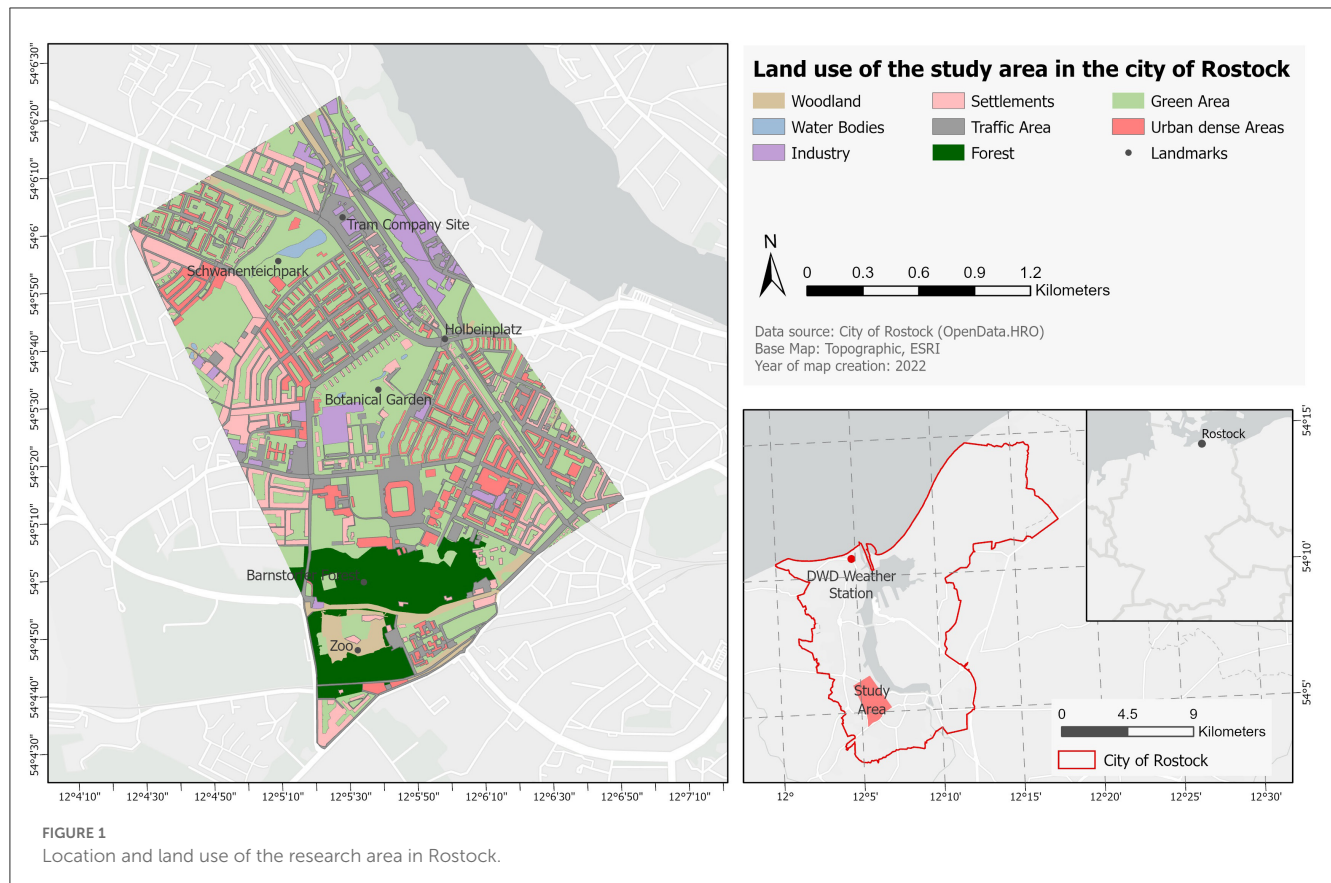 54°6'30"
54°6'20"
54°6'10"
54°6'
54°5'50"
54°5'40"
54°5'30"
54°5'20"
54°5'10"
54°5'
54°4'50"
54°4'40"
54°4'30"
Tram Company Site
Schwanenteichpark
Holbeinplatz
Botanical Garden
Barnstorfer Forest
Zoo
12°4'10" 12°4'30" 12°4'50" 12°5'10" 12°5'30" 12°5'50" 12°6'10" 12°6'30" 12°6'50" 12°7'10"
Land use of the study area in the city of Rostock
Woodland Settlements Green Area
Water Bodies Traffic Area Urban dense Areas
Industry Forest Landmarks
N
0 0.3 0.6 0.9 1.2
Kilometers
Data source: City of Rostock (OpenData.HRO)
Base Map: Topographic, ESRI
Year of map creation: 2022
Rostock
DWD Weather
Station
Study
Area
0 4.5 9
Kilometers
City of Rostock
54°15'
54°10'
54°5'
12° 12°5' 12°10' 12°15' 12°20' 12°25' 12°30'
FIGURE 1
Location and land use of the research area in Rostock.